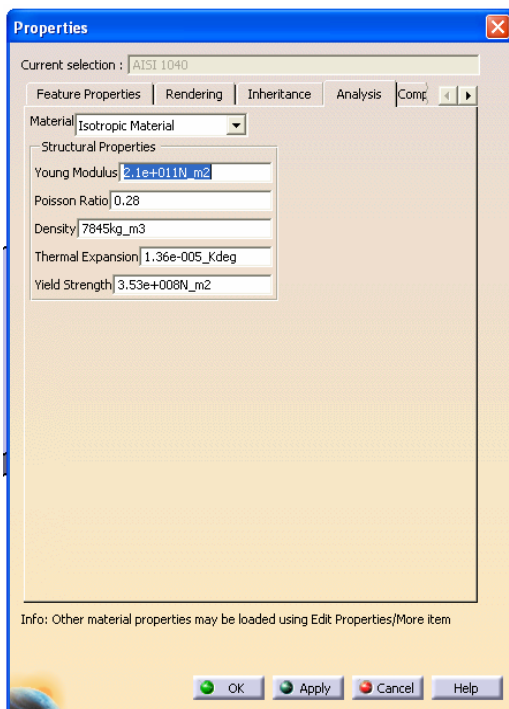 Properties
Current selection : AISI 1040
Feature Properties Rendering Inheritance Analysis Comp
Material Isotropic Material
Structural Properties
Young Modulus 2.1e+011N_m2
Poisson Ratio 0.28
Density 7845kg_m3
Thermal Expansion 1.36e-005_Kdeg
Yield Strength 3.53e+008N_m2
Info: Other material properties may be loaded using Edit Properties/More item
OK Apply Cancel Help